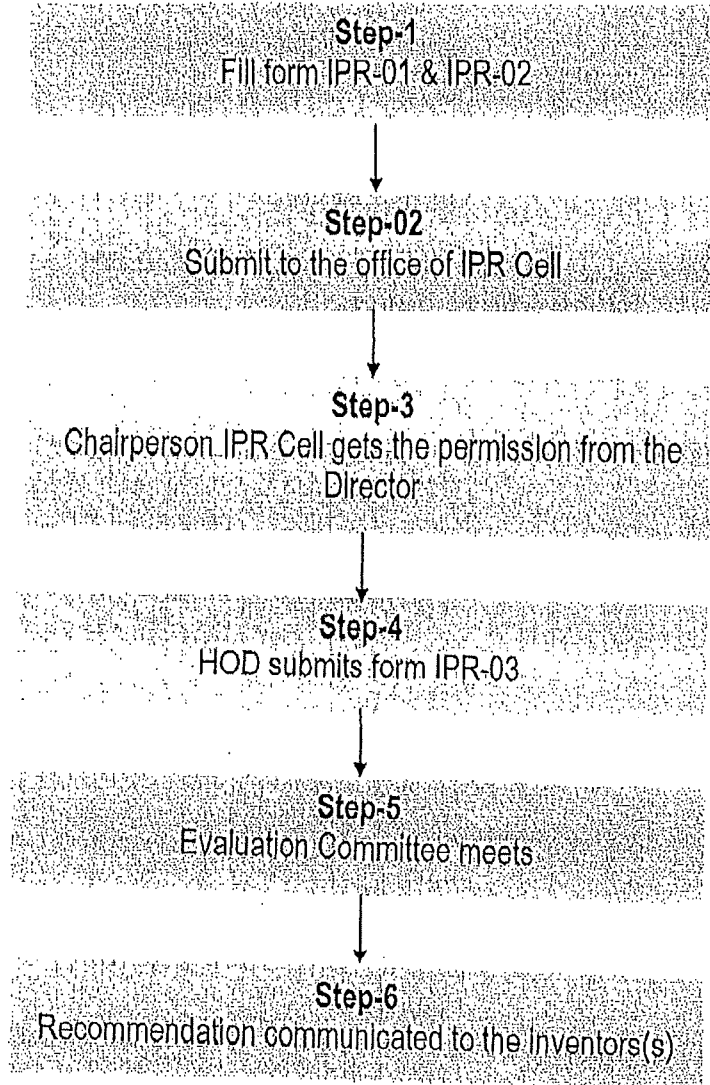 Step-1
Fill form IPR-01 & IPR-02
Step-02
Submit to the office of IPR Cell
Step-3
Chairperson IPR Cell gets the permission from the
Director
Step-4
HOD submits form IPR-03
Step-5
Evaluation Committee meets
Step-6
Recommendation communicated to the Inventors(s)